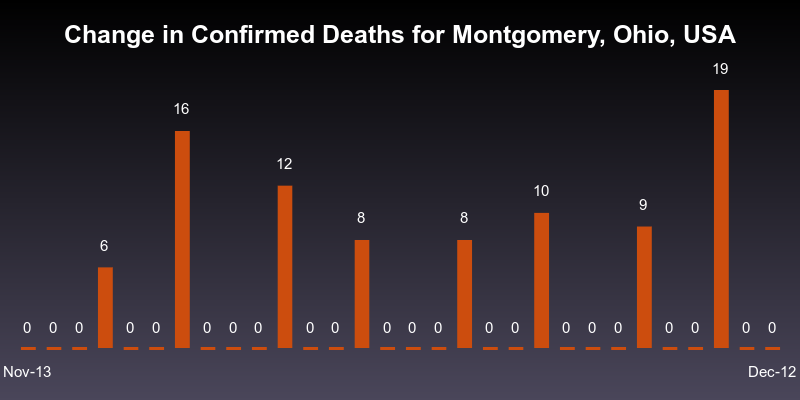 Change in Confirmed Deaths for Montgomery, Ohio, USA
0 0 0 6 0 0 16 0 0 0 12 0 0 8 0 0 0 8 0 0 10 0 0 0 9 0 0 19 0 0
Nov-13 Dec-12